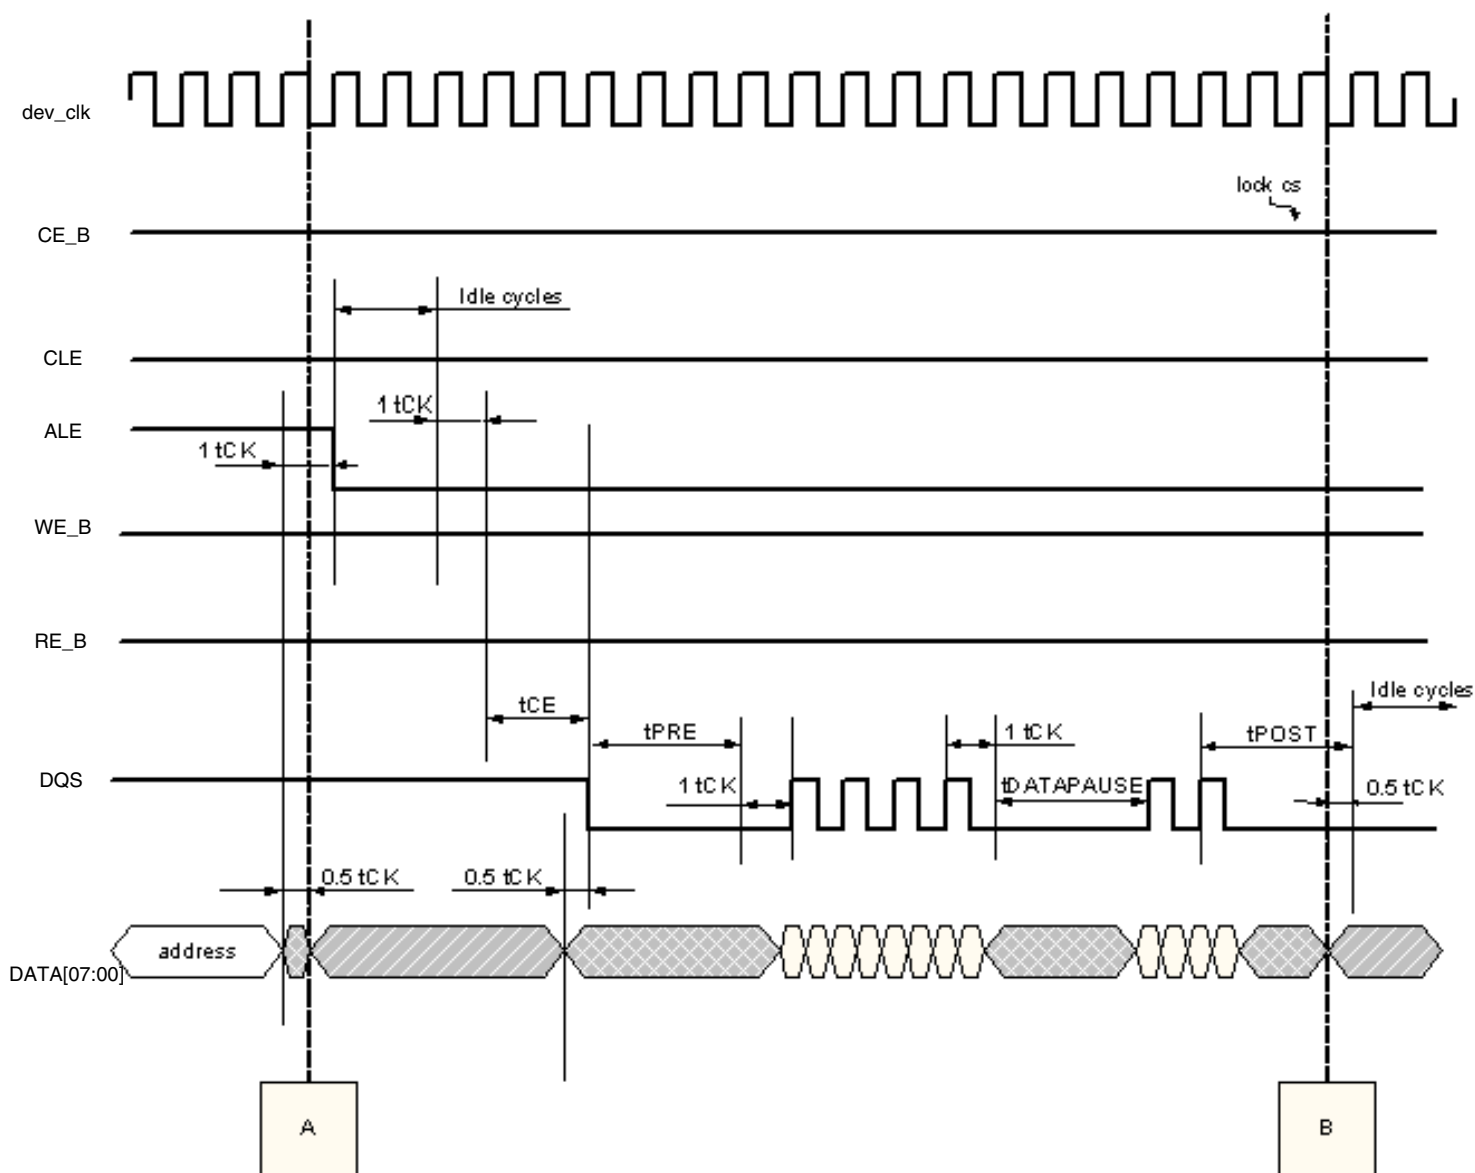 dev_clk
lock cs
CE_B
Idle cycles
CLE
1 tCK
ALE
1 tCK
WE_B
RE_B
Idle cycles
tCE
tPRE
1 tCK
tPOST
DQS
1 tCK
tDATAPAUSE
0.5 tCK
0.5 tCK
0.5 tCK
address
DATA[07:00]
A
B